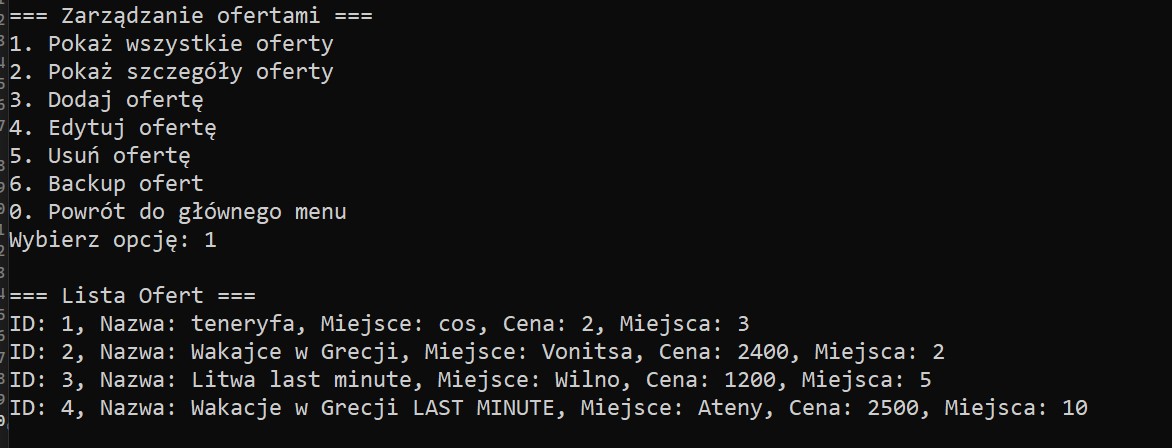 === Zarządzanie ofertami ===
1. Pokaż wszystkie oferty
2. Pokaż szczegóły oferty
3. Dodaj ofertę
4. Edytuj ofertę
5. Usuń ofertę
6. Backup ofert
0. Powrót do głównego menu
Wybierz opcję: 1
=== Lista Ofert ===
ID: 1, Nazwa: teneryfa, Miejsce: cos, Cena: 2, Miejsca: 3
ID: 2, Nazwa: Wakajce w Grecji, Miejsce: Vonitsa, Cena: 2400, Miejsca: 2
ID: 3, Nazwa: Litwa last minute, Miejsce: Wilno, Cena: 1200, Miejsca: 5
ID: 4, Nazwa: Wakacje w Grecji LAST MINUTE, Miejsce: Ateny, Cena: 2500, Miejsca: 10